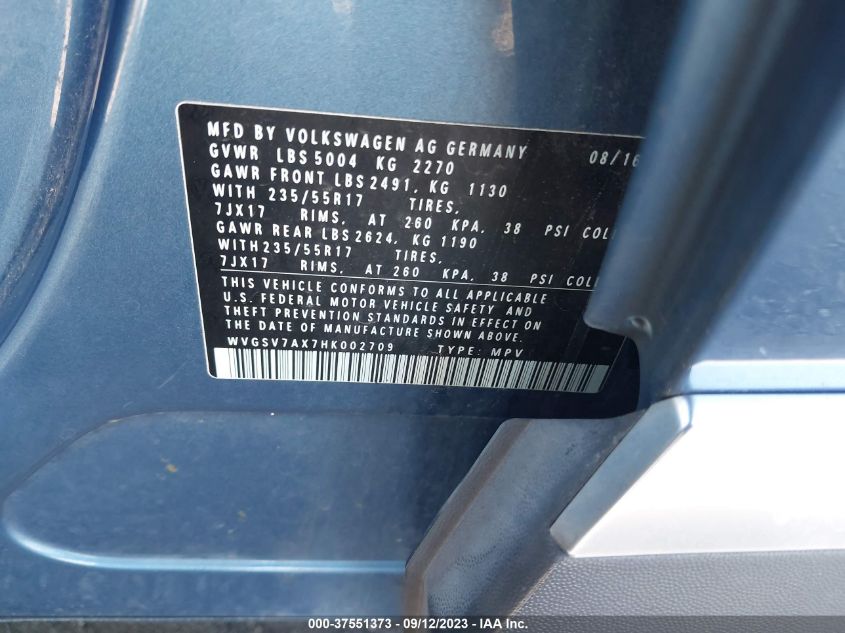 MFD BY VOLKSWAGEN AG GERMANY 08/16
GVWR LBS 5004 KG 2270
GAWR FRONT LBS 2491, KG 1130
WITH 235/55R17 TIRES,
7JX17 RIMS, AT 260 KPA, 38 PSI COL
GAWR REAR LBS 2624, KG 1190
WITH 235/55R17 TIRES,
7JX17 RIMS, AT 260 KPA, 38 PSI COL
THIS VEHICLE CONFORMS TO ALL APPLICABLE
U.S. FEDERAL MOTOR VEHICLE SAFETY AND
THEFT PREVENTION STANDARDS IN EFFECT ON
THE DATE OF MANUFACTURE SHOWN ABOVE.
WVGSV7AX7HK002709 TYPE: MPV
000-37551373 - 09/12/2023 - IAA Inc.